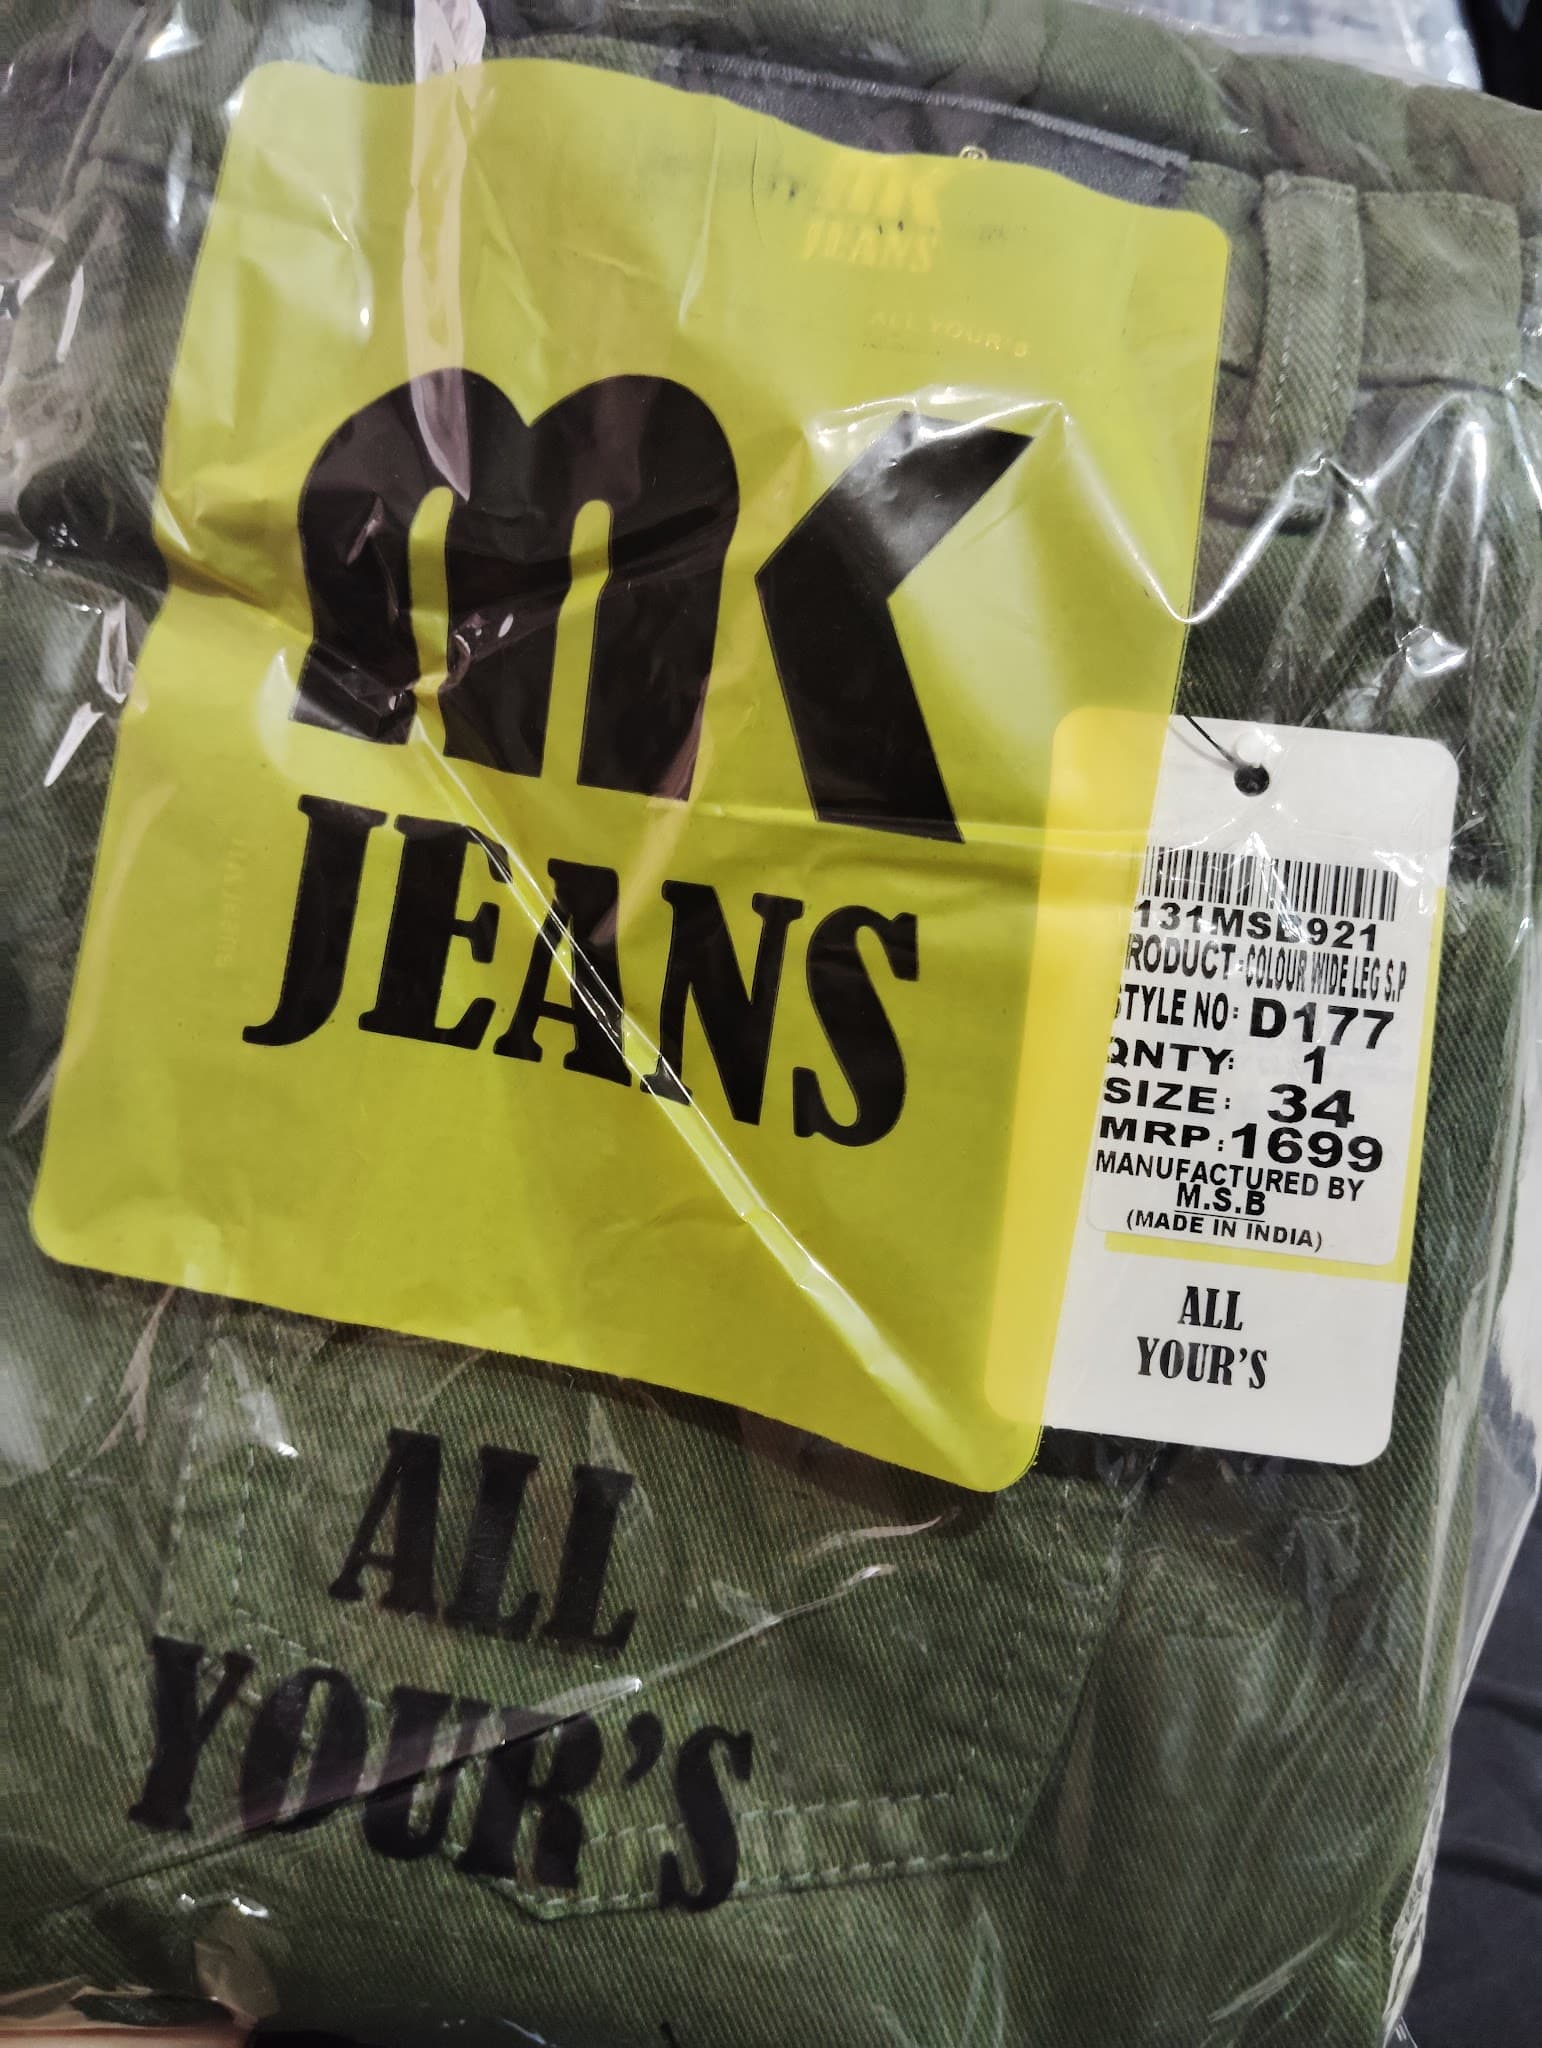 MK
JEANS
ALL YOUR'S
MK
JEANS
131MSB921
PRODUCT:COLOUR WIDE LEG S.P
STYLE NO: D177
QNTY: 1
SIZE: 34
MRP: 1699
MANUFACTURED BY
M.S.B
(MADE IN INDIA)
ALL
YOUR'S
ALL
YOUR'S